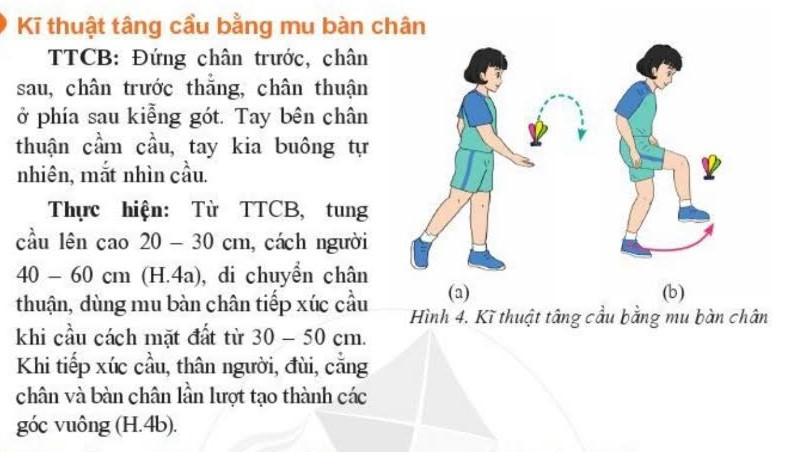 Kĩ thuật tâng cầu bằng mu bàn chân
TTCB: Đứng chân trước, chân
sau, chân trước thẳng, chân thuận
ở phía sau kiễng gót. Tay bên chân
thuận cầm cầu, tay kia buông tự
nhiên, mắt nhìn cầu.
Thực hiện: Từ TTCB, tung
cầu lên cao 20 – 30 cm, cách người
40 – 60 cm (H.4a), di chuyển chân
thuận, dùng mu bàn chân tiếp xúc cầu
khi cầu cách mặt đất từ 30 – 50 cm.
Khi tiếp xúc cầu, thân người, đùi, cẳng
chân và bàn chân lần lượt tạo thành các
góc vuông (H.4b).
(a)
(b)
Hình 4. Kĩ thuật tâng cầu bằng mu bàn chân